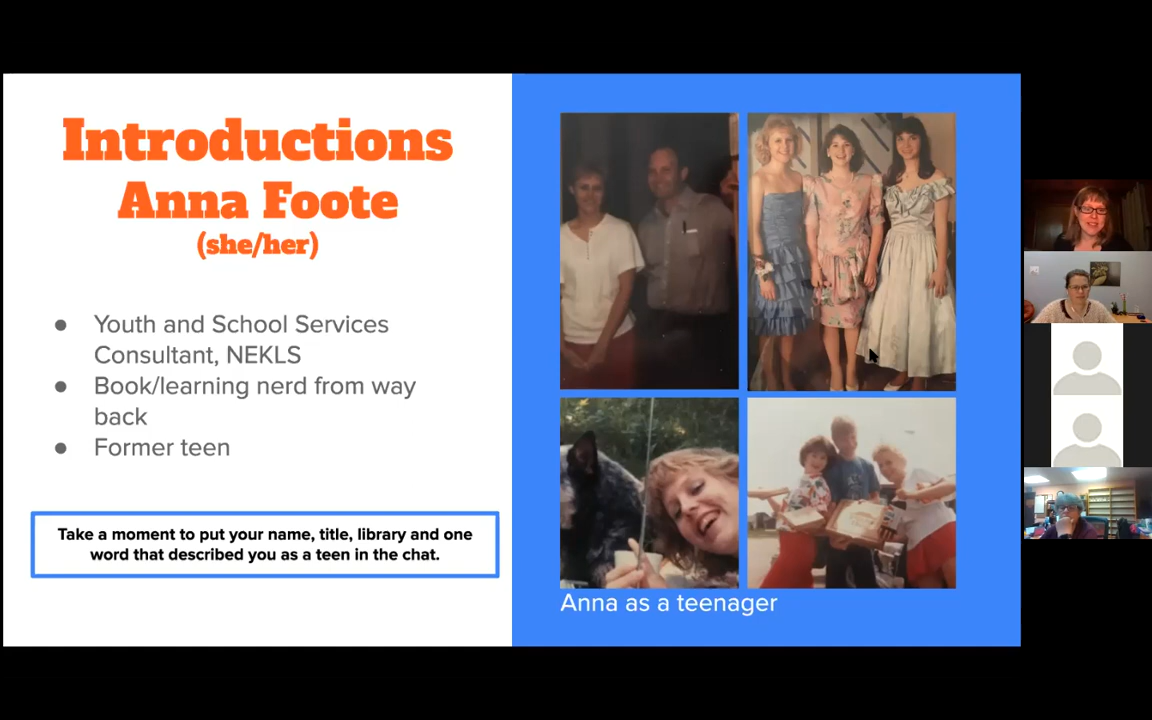 Introductions
Anna Foote
(she/her)
● Youth and School Services
Consultant, NEKLS
● Book/learning nerd from way
back
● Former teen
Take a moment to put your name, title, library and one
word that described you as a teen in the chat.
Anna as a teenager